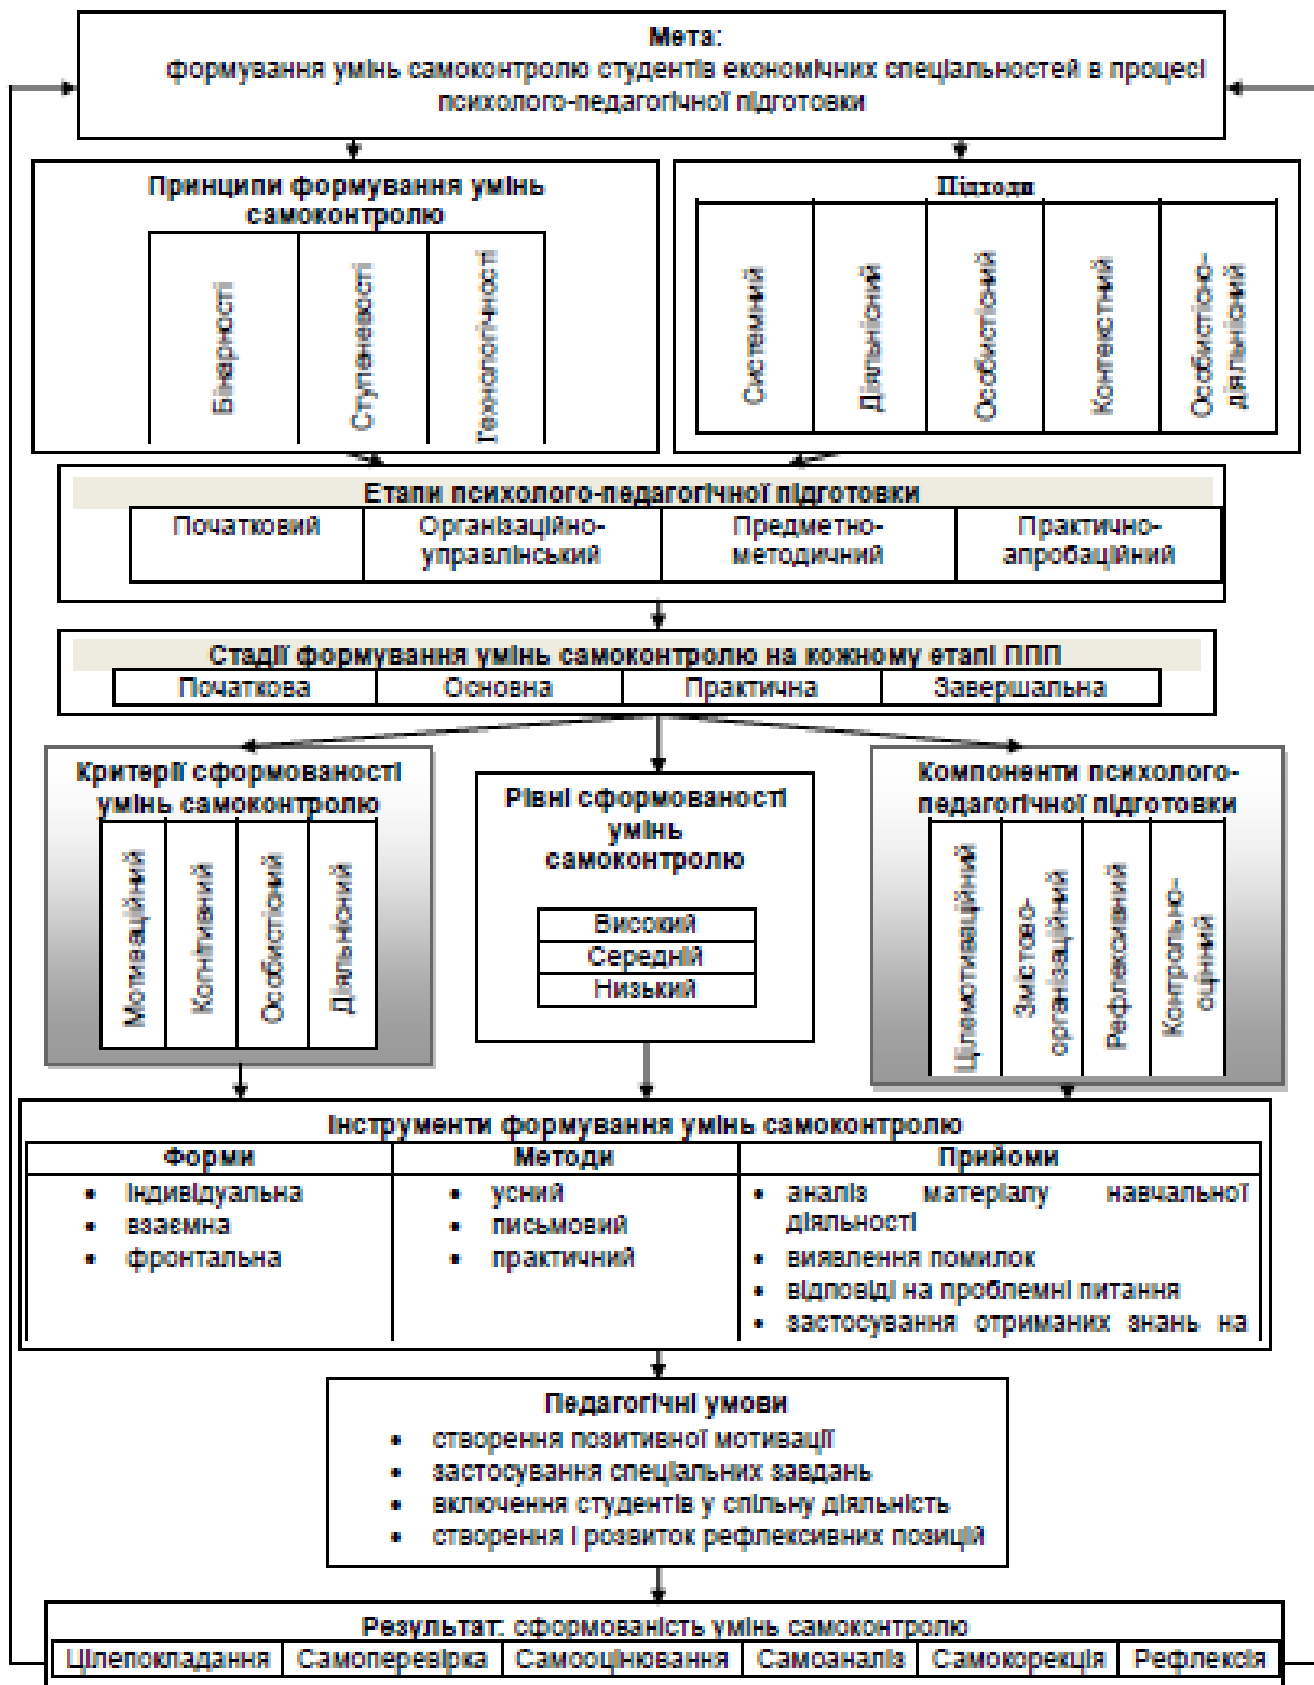 Мета:
формування умінь самоконтролю студентів економічних спеціальностей в процесі
психолого-педагогічної підготовки
Принципи формування умінь
самоконтролю
Бінарності
Ступеневості
Технологічності
Підходи
Системний
Діяльнісний
Особистісний
Контекстний
Особистісно-
діяльнісний
Етапи психолого-педагогічної підготовки
Початковий
Організаційно-
управлінський
Предметно-
методичний
Практично-
апробаційний
Стадії формування умінь самоконтролю на кожному етапі ППП
Початкова
Основна
Практична
Завершальна
Критерії сформованості
умінь самоконтролю
Мотиваційний
Когнітивний
Особистісний
Діяльнісний
Рівні сформованості
умінь
самоконтролю
Високий
Середній
Низький
Компоненти психолого-
педагогічної підготовки
Цілемотиваційний
Змістово-
організаційний
Рефлексивний
Контрольно-
оцінний
Інструменти формування умінь самоконтролю
Форми
• індивідуальна
• взаємна
• фронтальна
Методи
• усний
• письмовий
• практичний
Прийоми
• аналіз матеріалу навчальної
діяльності
• виявлення помилок
• відповіді на проблемні питання
• застосування отриманих знань на
Педагогічні умови
• створення позитивної мотивації
• застосування спеціальних завдань
• включення студентів у спільну діяльність
• створення і розвиток рефлексивних позицій
Результат: сформованість умінь самоконтролю
Цілепокладання
Самоперевірка
Самооцінювання
Самоаналіз
Самокорекція
Рефлексія